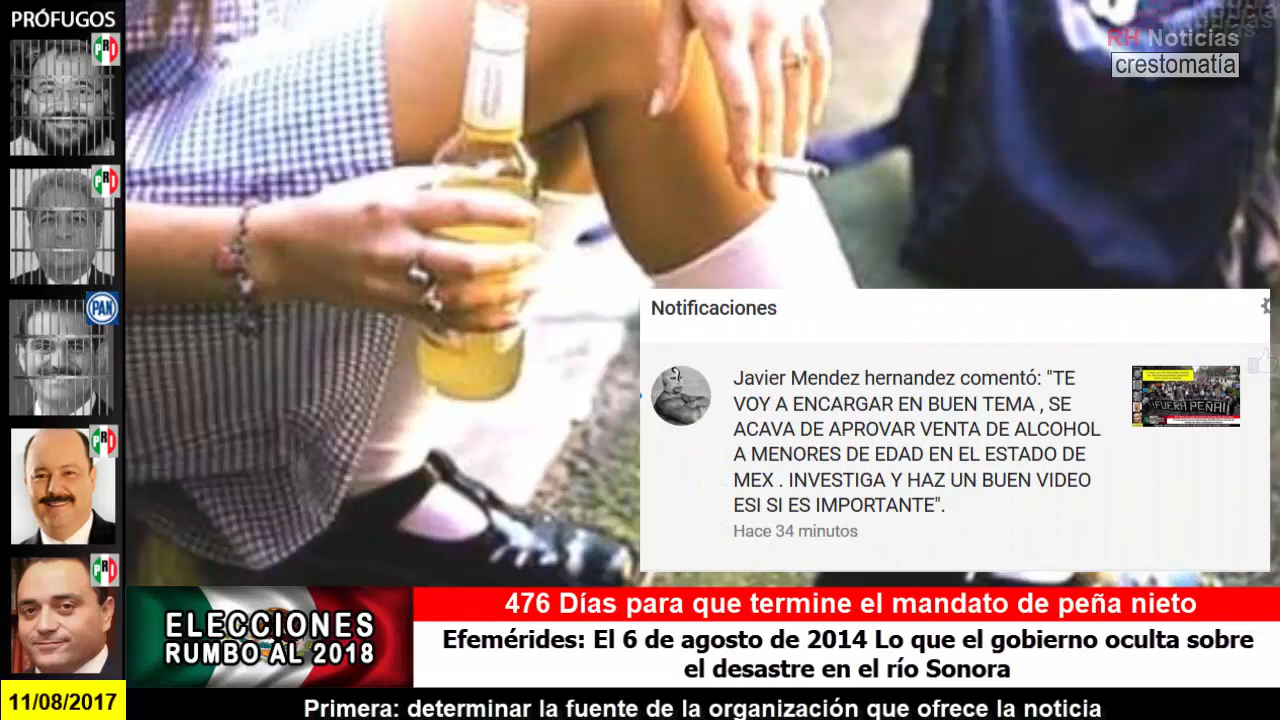 PRÓFUGOS
PRI
PRI
PAN
PRI
PRI
11/08/2017
Noticias
RH Noticias
crestomatía
Notificaciones
Javier Mendez hernandez comentó: "TE
VOY A ENCARGAR EN BUEN TEMA , SE
ACAVA DE APROVAR VENTA DE ALCOHOL
A MENORES DE EDAD EN EL ESTADO DE
MEX . INVESTIGA Y HAZ UN BUEN VIDEO
ESI SI ES IMPORTANTE".
Hace 34 minutos
¡FUERA PEÑA!
ELECCIONES
RUMBO AL 2018
476 Días para que termine el mandato de peña nieto
Efemérides: El 6 de agosto de 2014 Lo que el gobierno oculta sobre
el desastre en el río Sonora
Primera: determinar la fuente de la organización que ofrece la noticia